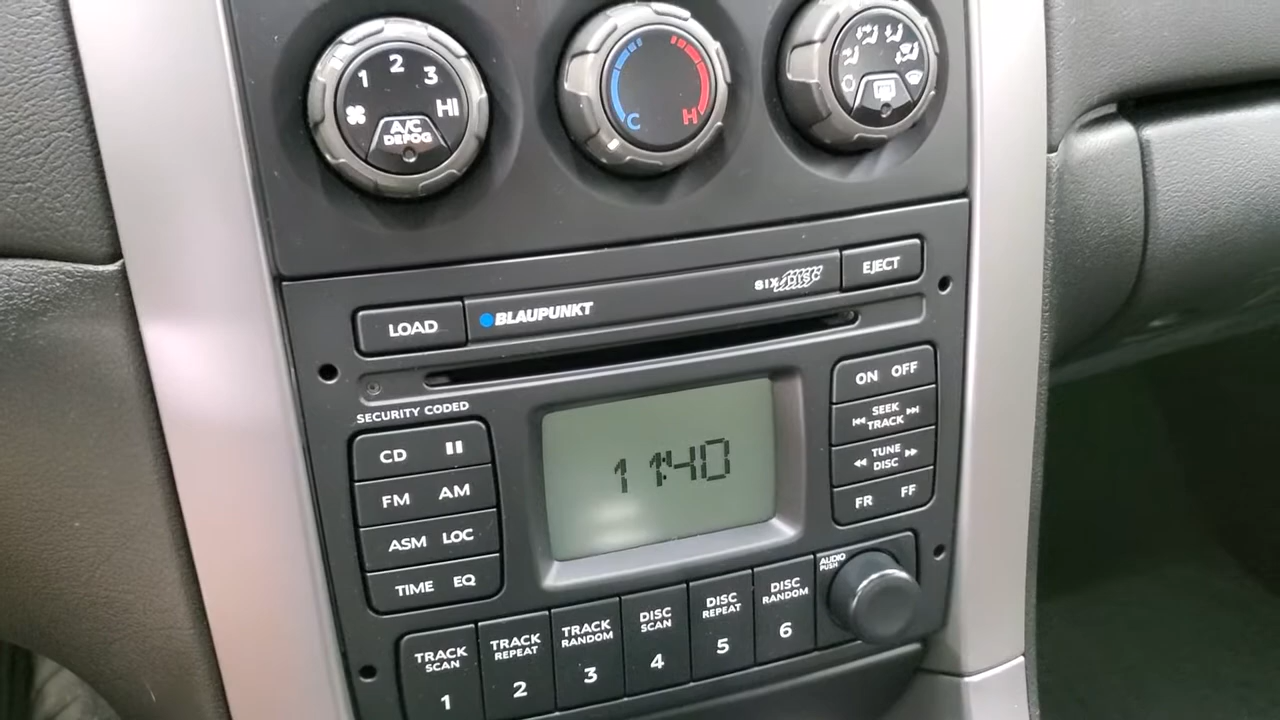 1 2 3 HI
A/C
DEFOG
C H
LOAD
BLAUPUNKT
SIX DISC
EJECT
SECURITY CODED
CD
FM AM
ASM LOC
TIME EQ
11:40
ON OFF
SEEK
TRACK
TUNE
DISC
FR FF
AUDIO
PUSH
TRACK
SCAN
1
TRACK
REPEAT
2
TRACK
RANDOM
3
DISC
SCAN
4
DISC
REPEAT
5
DISC
RANDOM
6